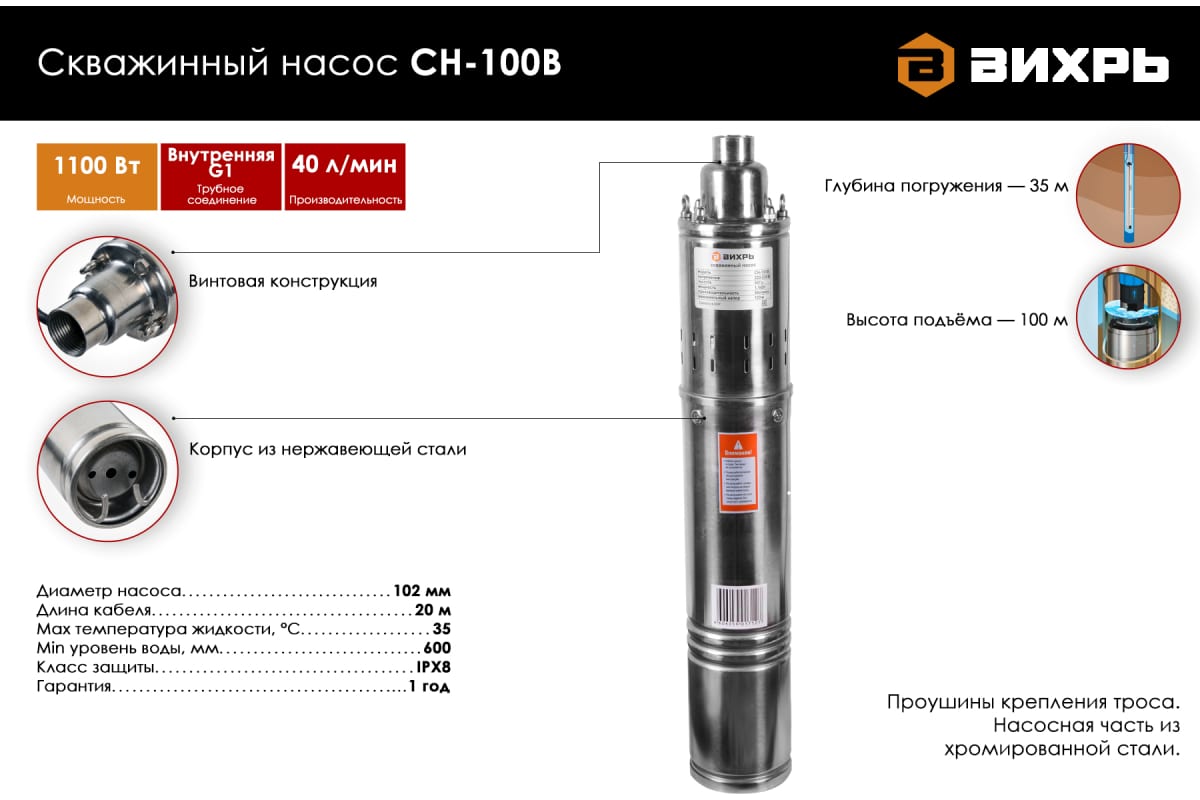 Скважинный насос СН-100В
ВИХРЬ
1100 Вт
Мощность
Внутренняя
G1
Трубное
соединение
40 л/мин
Производительность
Глубина погружения — 35 м
Винтовая конструкция
Высота подъёма — 100 м
ВИХРЬ
скважинный насос
Корпус из нержавеющей стали
Внимание!
Диаметр насоса..............................102 мм
Длина кабеля......................................20 м
Max температура жидкости, °C...................35
Min уровень воды, мм.............................600
Класс защиты.....................................IPX8
Гарантия..........................................1 год
Проушины крепления троса.
Насосная часть из
хромированной стали.